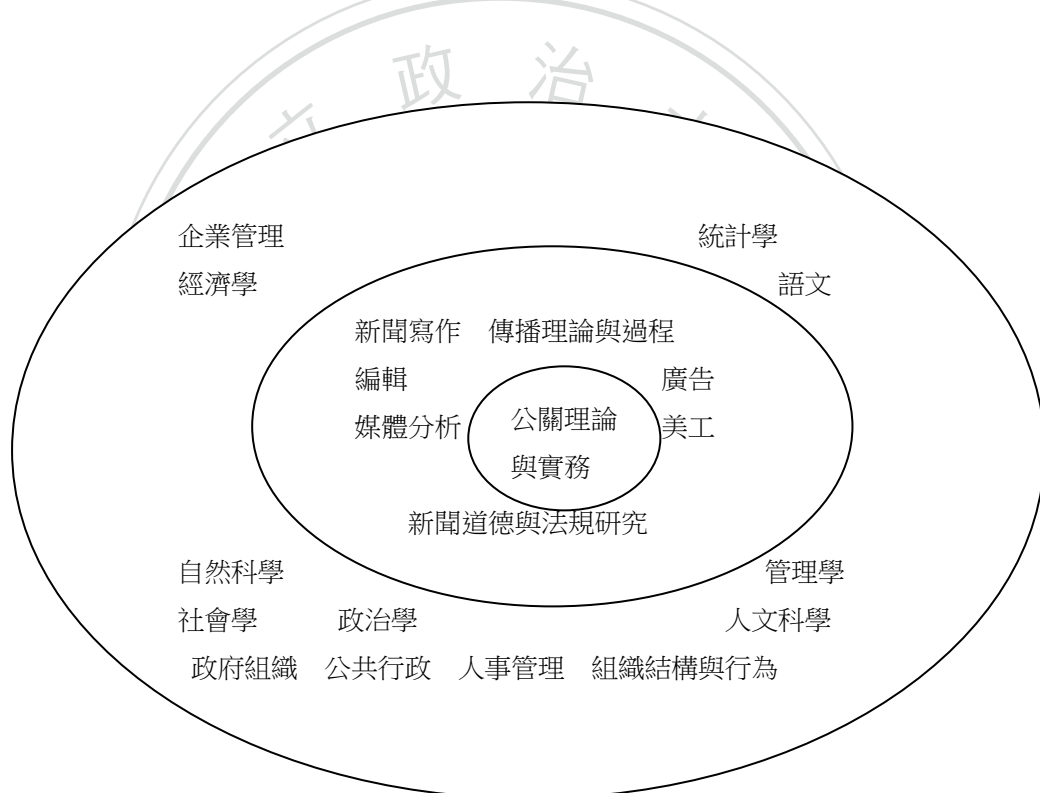 政 治
企業管理 統計學
經濟學 語文
新聞寫作 傳播理論與過程
編輯 廣告
媒體分析 公關理論 美工
與實務
新聞道德與法規研究
自然科學 管理學
社會學 政治學 人文科學
政府組織 公共行政 人事管理 組織結構與行為